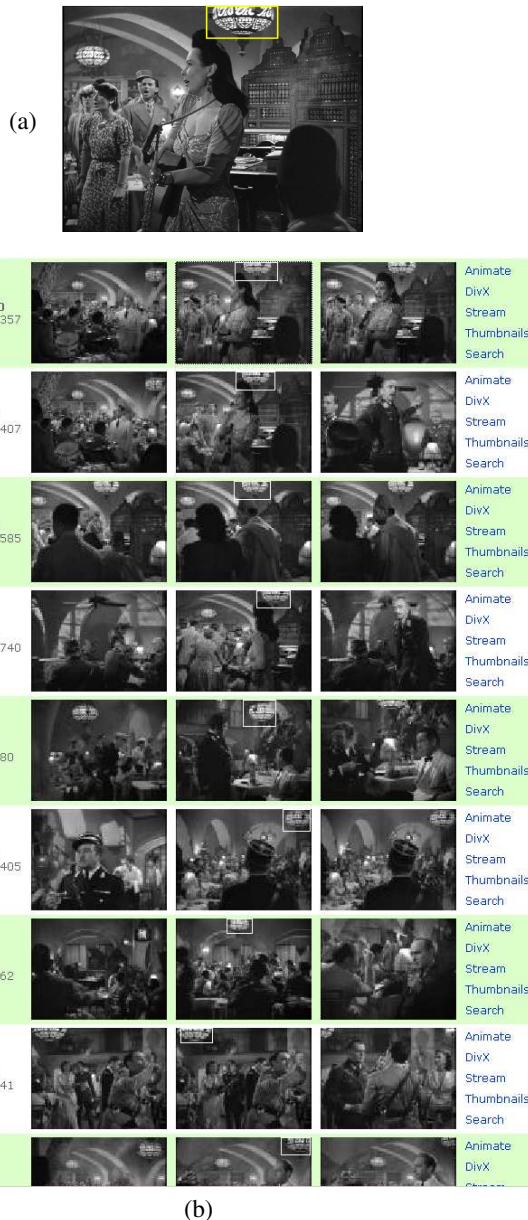 (a)
Animate
DivX
357
Stream
Thumbnails
Search
Animate
DivX
407
Stream
Thumbnails
Search
Animate
DivX
585
Stream
Thumbnails
Search
Animate
DivX
740
Stream
Thumbnails
Search
Animate
DivX
80
Stream
Thumbnails
Search
Animate
DivX
405
Stream
Thumbnails
Search
Animate
DivX
62
Stream
Thumbnails
Search
Animate
DivX
41
Stream
Thumbnails
Search
Animate
DivX
Stream
(b)